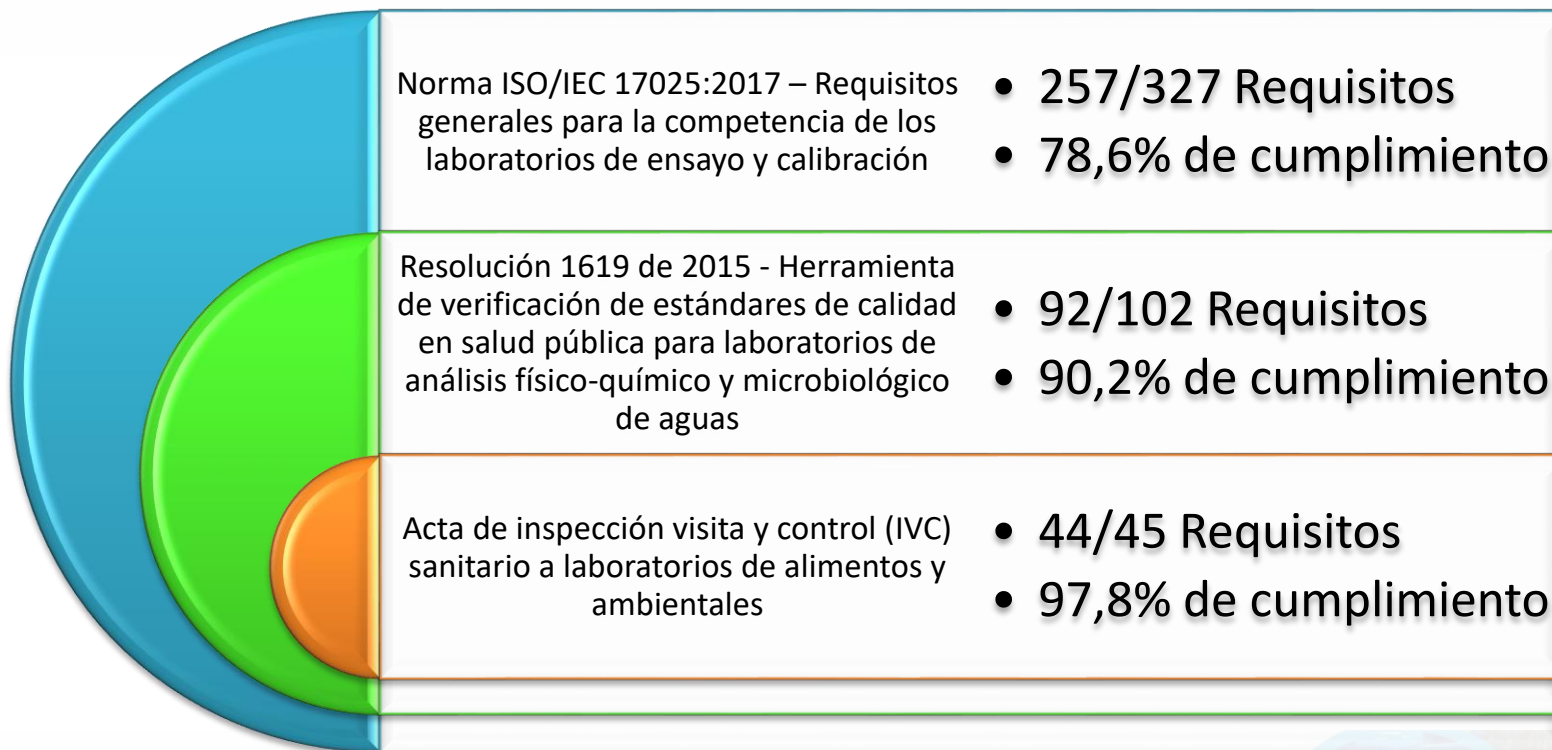 Norma ISO/IEC 17025:2017 – Requisitos
generales para la competencia de los
laboratorios de ensayo y calibración
• 257/327 Requisitos
• 78,6% de cumplimiento
Resolución 1619 de 2015 - Herramienta
de verificación de estándares de calidad
en salud pública para laboratorios de
análisis físico-químico y microbiológico
de aguas
• 92/102 Requisitos
• 90,2% de cumplimiento
Acta de inspección visita y control (IVC)
sanitario a laboratorios de alimentos y
ambientales
• 44/45 Requisitos
• 97,8% de cumplimiento